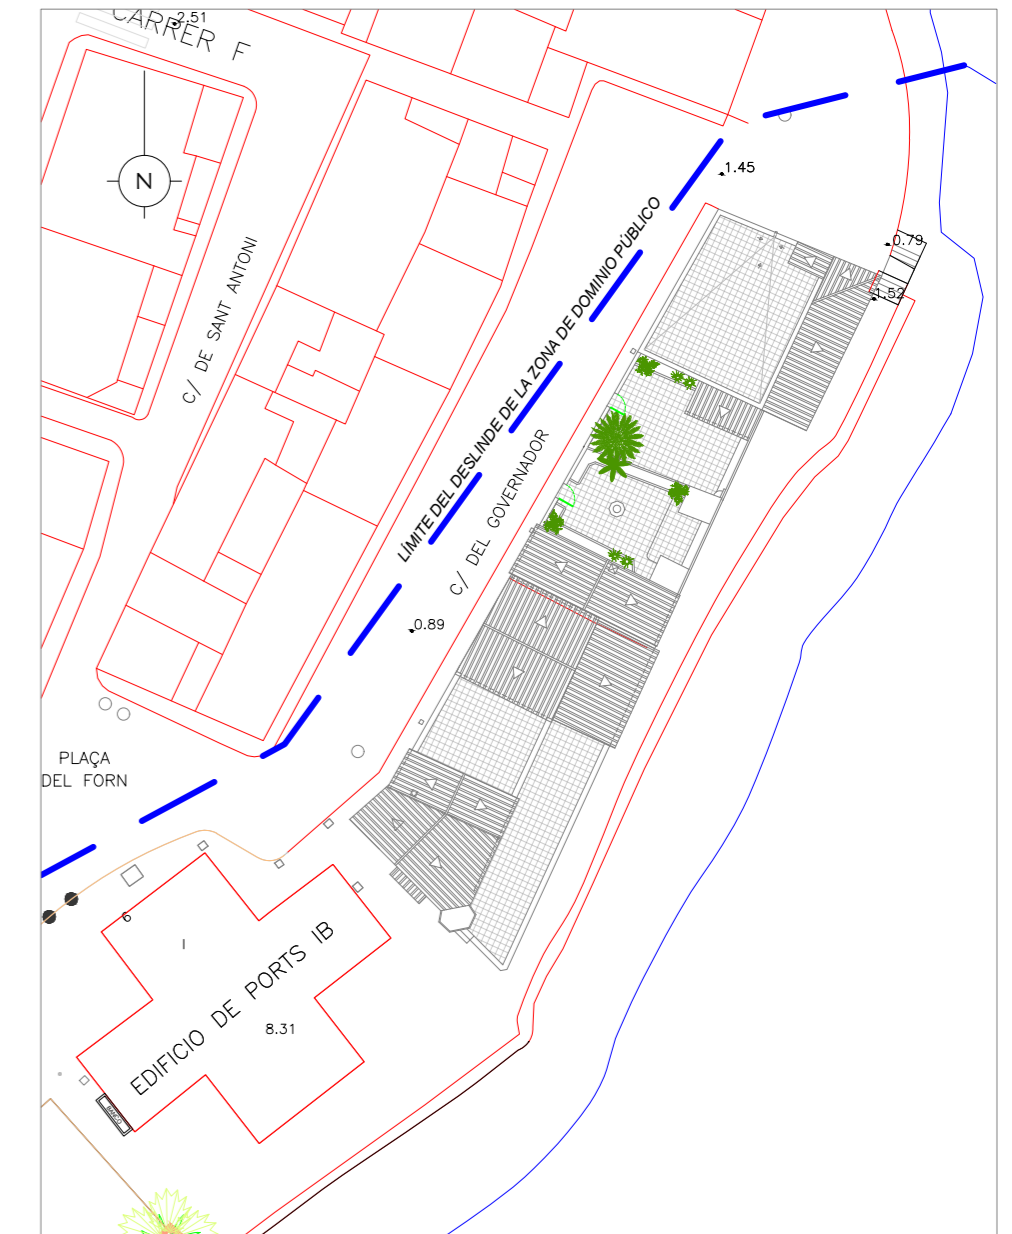 CARRER F
2.51
N
1.45
0.79
1.52
C/ DE SANT ANTONI
LÍMITE DEL DESLINDE DE LA ZONA DE DOMINIO PÚBLICO
C/ DEL GOVERNADOR
0.89
PLAÇA
DEL FORN
6
I
EDIFICIO DE PORTS IB
8.31
BANCO